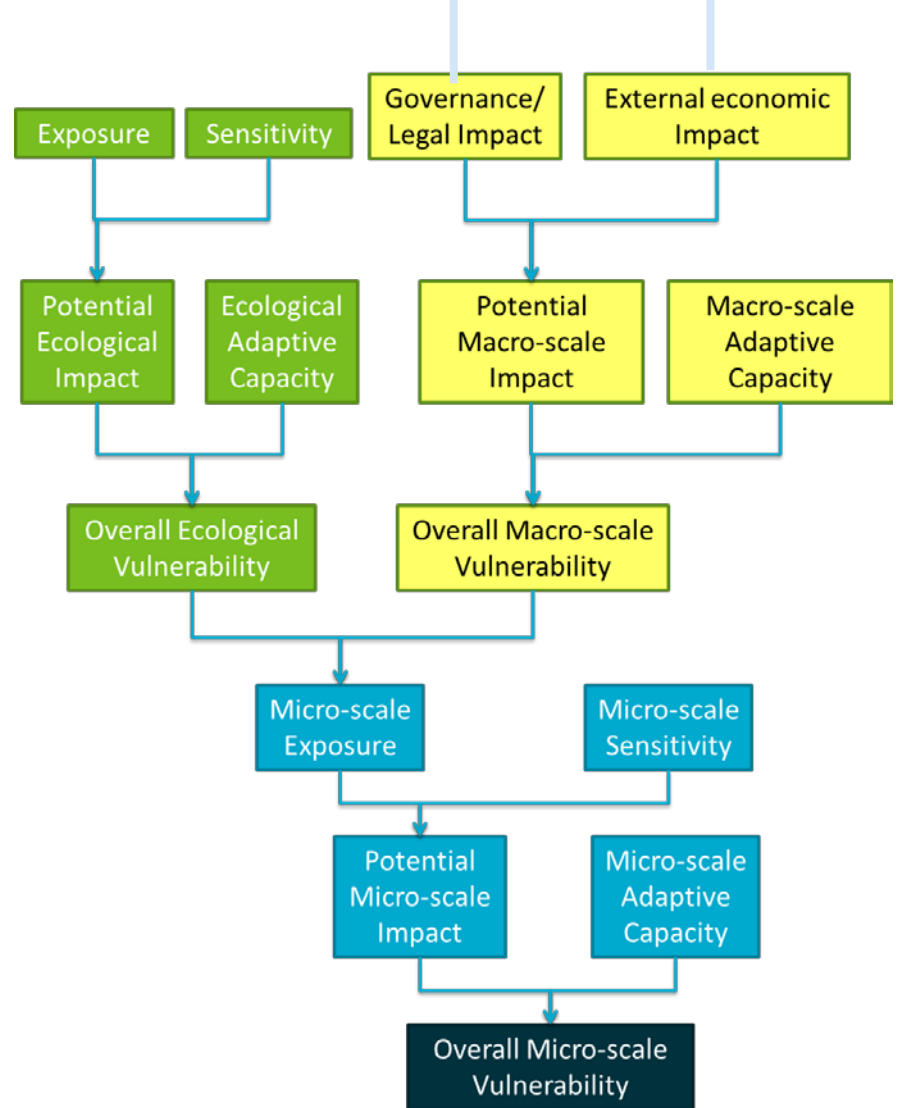 Exposure
Sensitivity
Governance/
Legal Impact
External economic
Impact
Potential
Ecological
Impact
Ecological
Adaptive
Capacity
Potential
Macro-scale
Impact
Macro-scale
Adaptive
Capacity
Overall Ecological
Vulnerability
Overall Macro-scale
Vulnerability
Micro-scale
Exposure
Micro-scale
Sensitivity
Potential
Micro-scale
Impact
Micro-scale
Adaptive
Capacity
Overall Micro-scale
Vulnerability